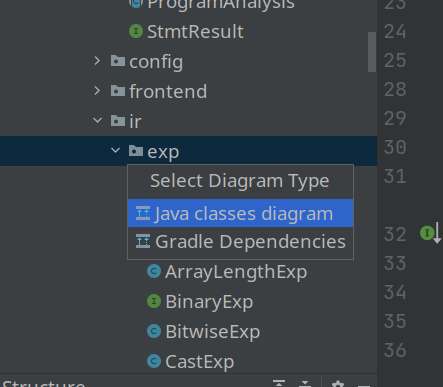 ProgramAnalysis
StmtResult
config
frontend
ir
exp
Select Diagram Type
Java classes diagram
Gradle Dependencies
ArrayLengthExp
BinaryExp
BitwiseExp
CastExp
Structure
23
24
25
28
29
30
31
32
33
34
35
36